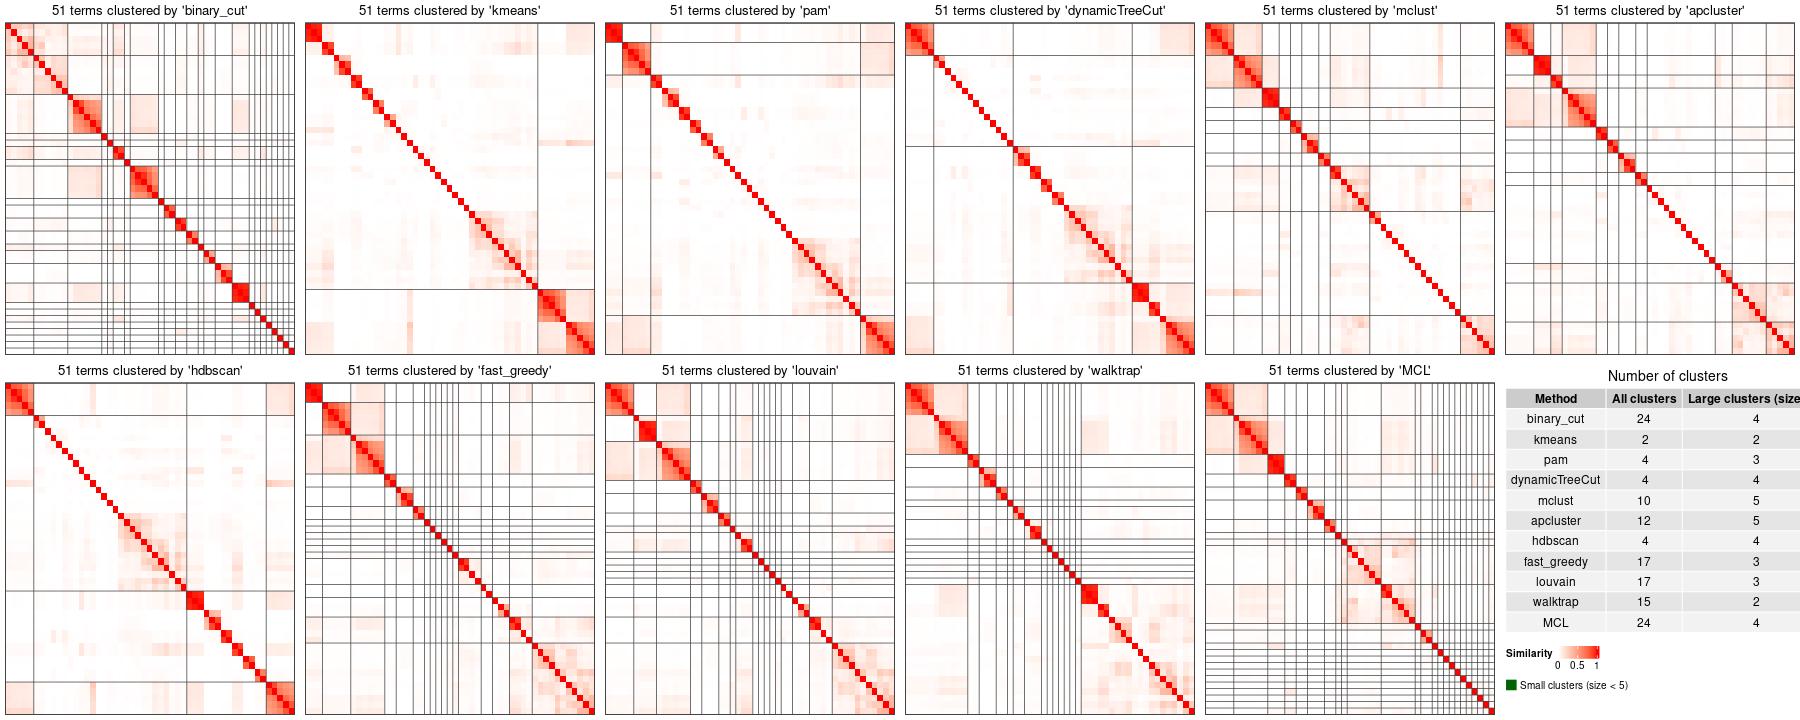 51 terms clustered by 'binary_cut'
51 terms clustered by 'kmeans'
51 terms clustered by 'pam'
51 terms clustered by 'dynamicTreeCut'
51 terms clustered by 'mclust'
51 terms clustered by 'apcluster'
51 terms clustered by 'hdbscan'
51 terms clustered by 'fast_greedy'
51 terms clustered by 'louvain'
51 terms clustered by 'walktrap'
51 terms clustered by 'MCL'
Number of clusters
Method All clusters Large clusters (size
binary_cut 24 4
kmeans 2 2
pam 4 3
dynamicTreeCut 4 4
mclust 10 5
apcluster 12 5
hdbscan 4 4
fast_greedy 17 3
louvain 17 3
walktrap 15 2
MCL 24 4
Similarity
0 0.5 1
Small clusters (size < 5)